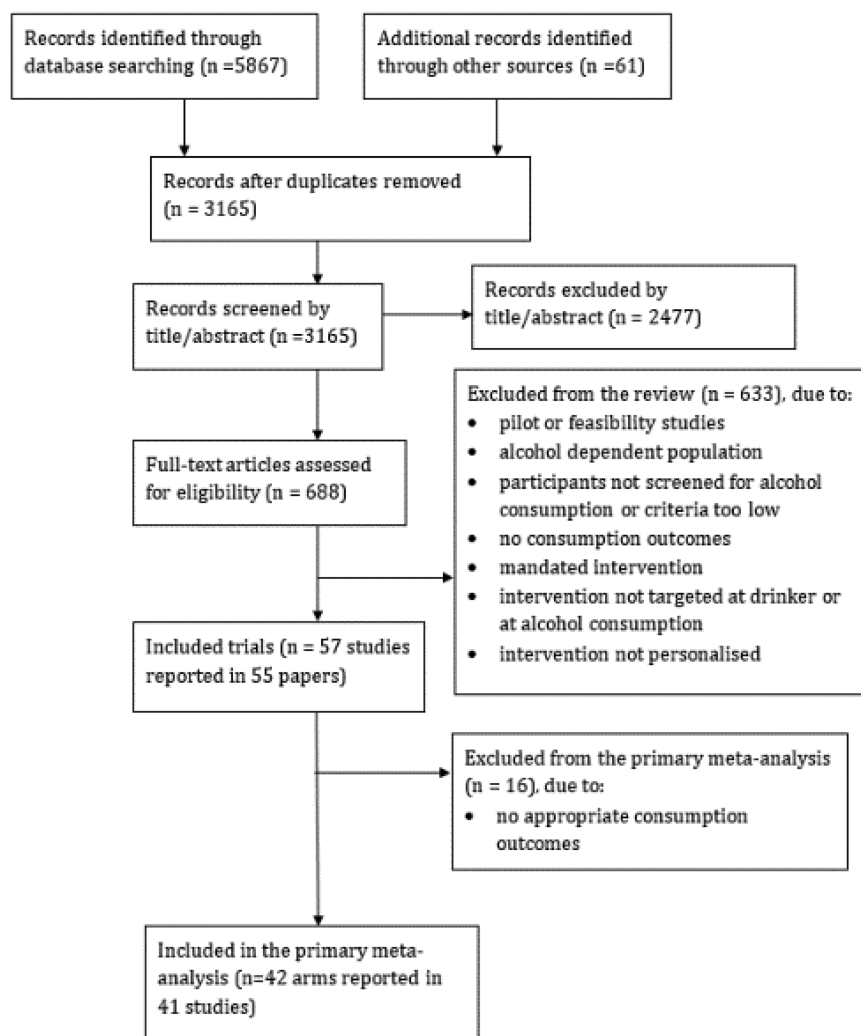 Records identified through
database searching (n =5867)
Additional records identified
through other sources (n =61)
Records after duplicates removed
(n = 3165)
Records screened by
title/abstract (n =3165)
Records excluded by
title/abstract (n = 2477)
Full-text articles assessed
for eligibility (n = 688)
Excluded from the review (n = 633), due to:
• pilot or feasibility studies
• alcohol dependent population
• participants not screened for alcohol
consumption or criteria too low
• no consumption outcomes
• mandated intervention
• intervention not targeted at drinker or
at alcohol consumption
• intervention not personalised
Included trials (n = 57 studies
reported in 55 papers)
Excluded from the primary meta-analysis
(n = 16), due to:
• no appropriate consumption
outcomes
Included in the primary meta-
analysis (n=42 arms reported in
41 studies)